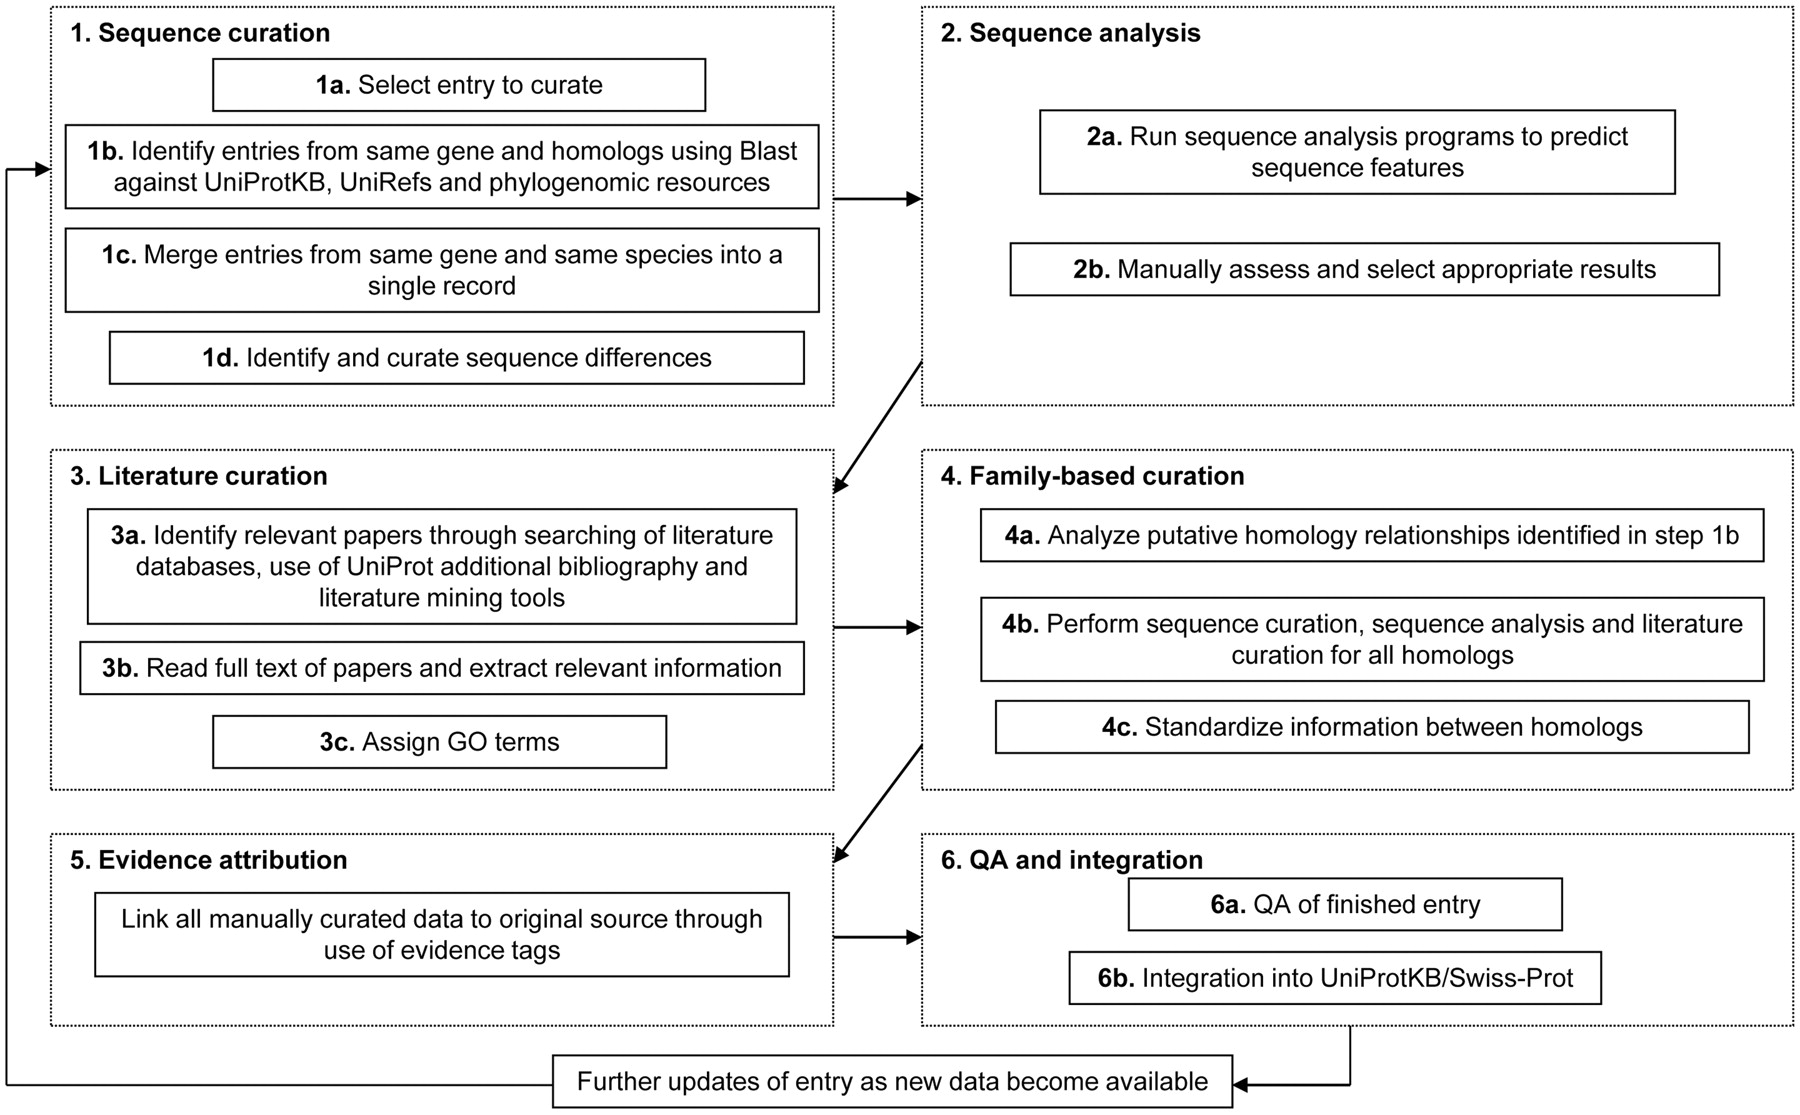 1. Sequence curation
1a. Select entry to curate
1b. Identify entries from same gene and homologs using Blast
against UniProtKB, UniRefs and phylogenomic resources
1c. Merge entries from same gene and same species into a
single record
1d. Identify and curate sequence differences
2. Sequence analysis
2a. Run sequence analysis programs to predict
sequence features
2b. Manually assess and select appropriate results
3. Literature curation
3a. Identify relevant papers through searching of literature
databases, use of UniProt additional bibliography and
literature mining tools
3b. Read full text of papers and extract relevant information
3c. Assign GO terms
4. Family-based curation
4a. Analyze putative homology relationships identified in step 1b
4b. Perform sequence curation, sequence analysis and literature
curation for all homologs
4c. Standardize information between homologs
5. Evidence attribution
Link all manually curated data to original source through
use of evidence tags
6. QA and integration
6a. QA of finished entry
6b. Integration into UniProtKB/Swiss-Prot
Further updates of entry as new data become available